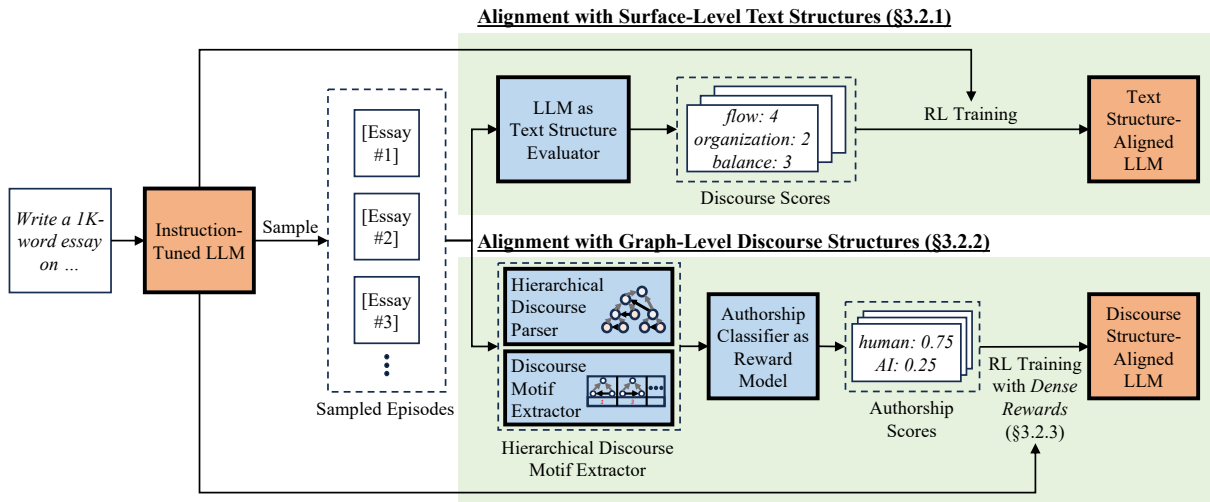 Alignment with Surface-Level Text Structures (§3.2.1)
Write a 1K-
word essay
on …
Instruction-
Tuned LLM
Sample
[Essay
#1]
[Essay
#2]
[Essay
#3]
Sampled Episodes
LLM as
Text Structure
Evaluator
flow: 4
organization: 2
balance: 3
Discourse Scores
RL Training
Text
Structure-
Aligned
LLM
Alignment with Graph-Level Discourse Structures (§3.2.2)
Hierarchical
Discourse
Parser
Discourse
Motif
Extractor
Hierarchical Discourse
Motif Extractor
Authorship
Classifier as
Reward
Model
human: 0.75
AI: 0.25
Authorship
Scores
RL Training
with Dense
Rewards
(§3.2.3)
Discourse
Structure-
Aligned
LLM